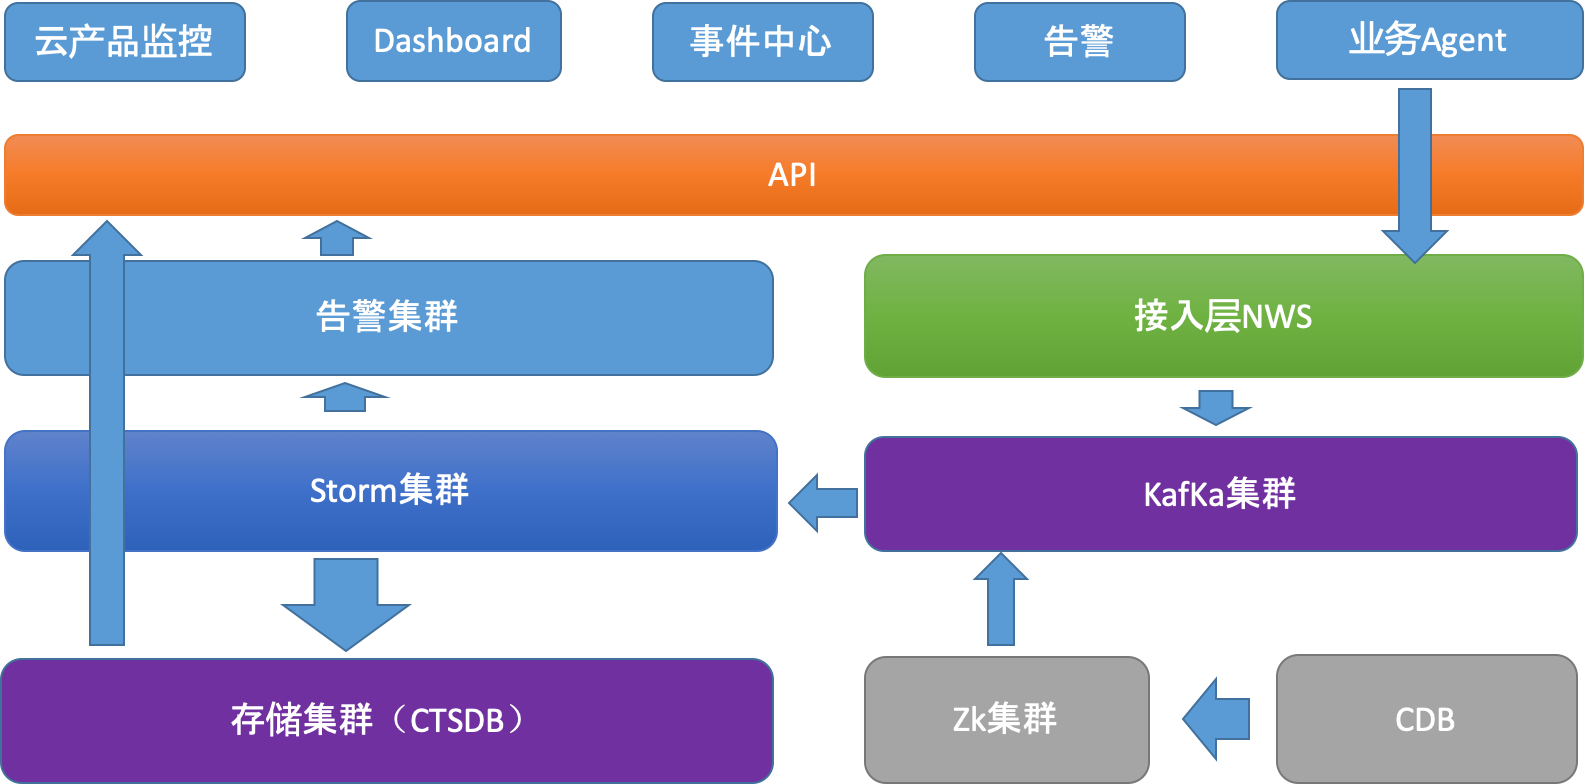 云产品监控
Dashboard
事件中心
告警
业务Agent
API
告警集群
接入层NWS
Storm集群
KafKa集群
存储集群（CTSDB）
Zk集群
CDB